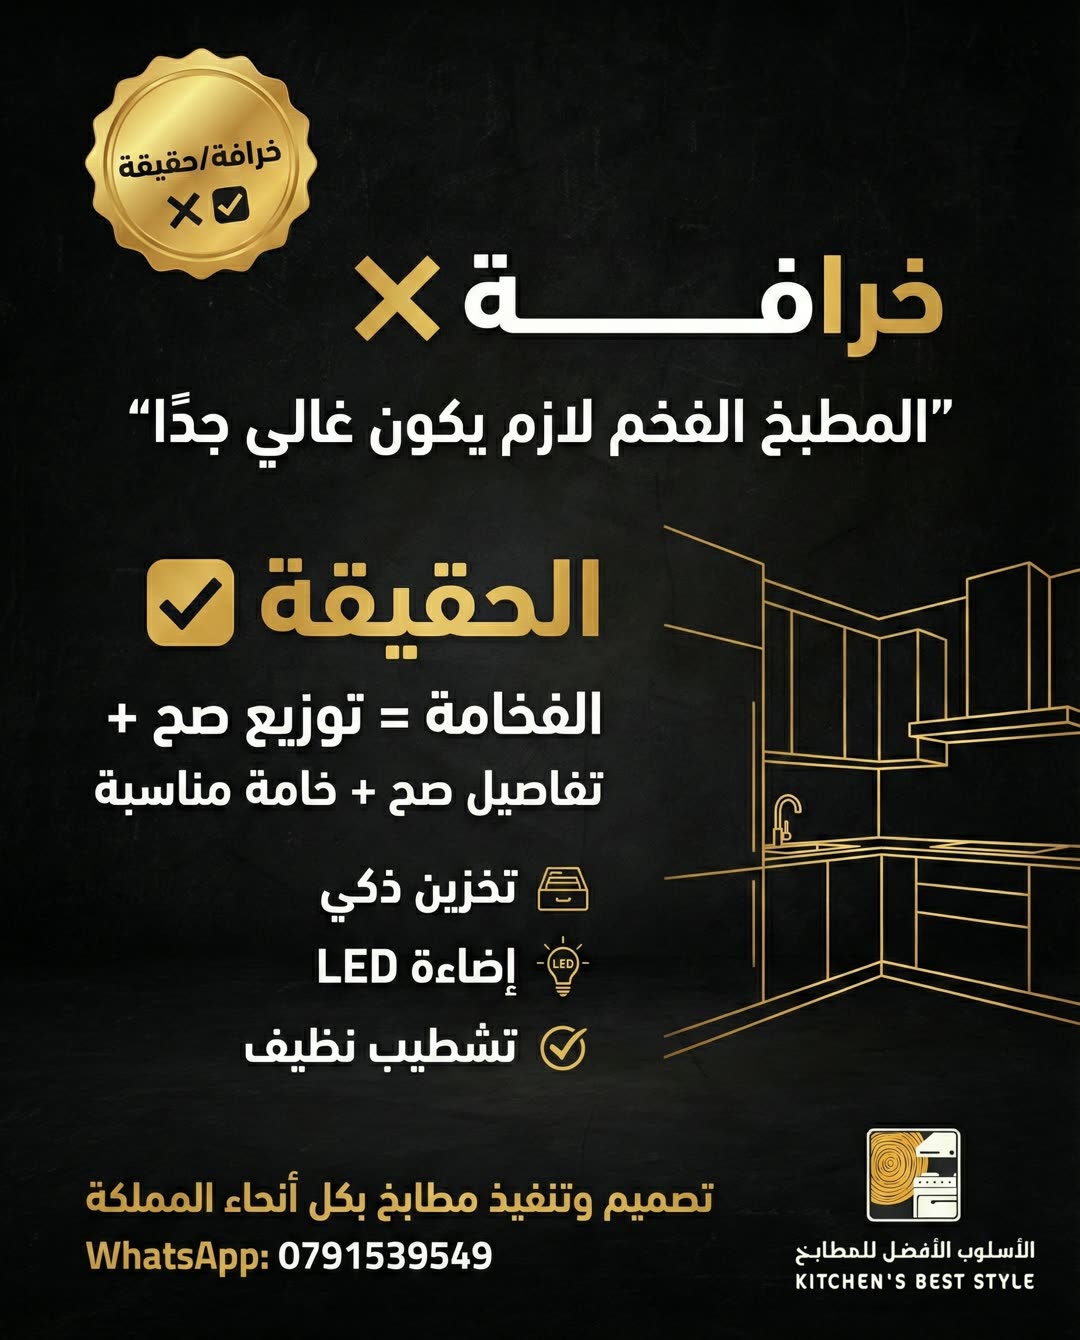 خرافة/حقيقة
خرافـــــــة
”المطبخ الفخم لازم يكون غالي جدًا“
الحقيقة
الفخامة = توزيع صح +
تفاصيل صح + خامة مناسبة
تخزين ذكي
LED
إضاءة LED
تشطيب نظيف
تصميم وتنفيذ مطابخ بكل أنحاء المملكة
WhatsApp: 0791539549
الأسلوب الأفضل للمطابخ
KITCHEN'S BEST STYLE